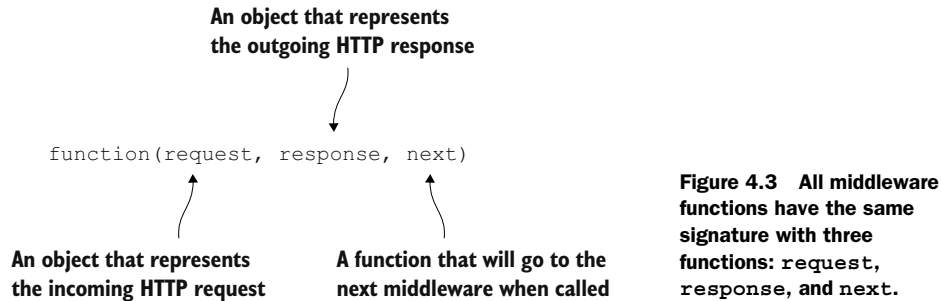 An object that represents
the outgoing HTTP response
function(request, response, next)
An object that represents
the incoming HTTP request
A function that will go to the
next middleware when called
Figure 4.3 All middleware
functions have the same
signature with three
functions: request,
response, and next.